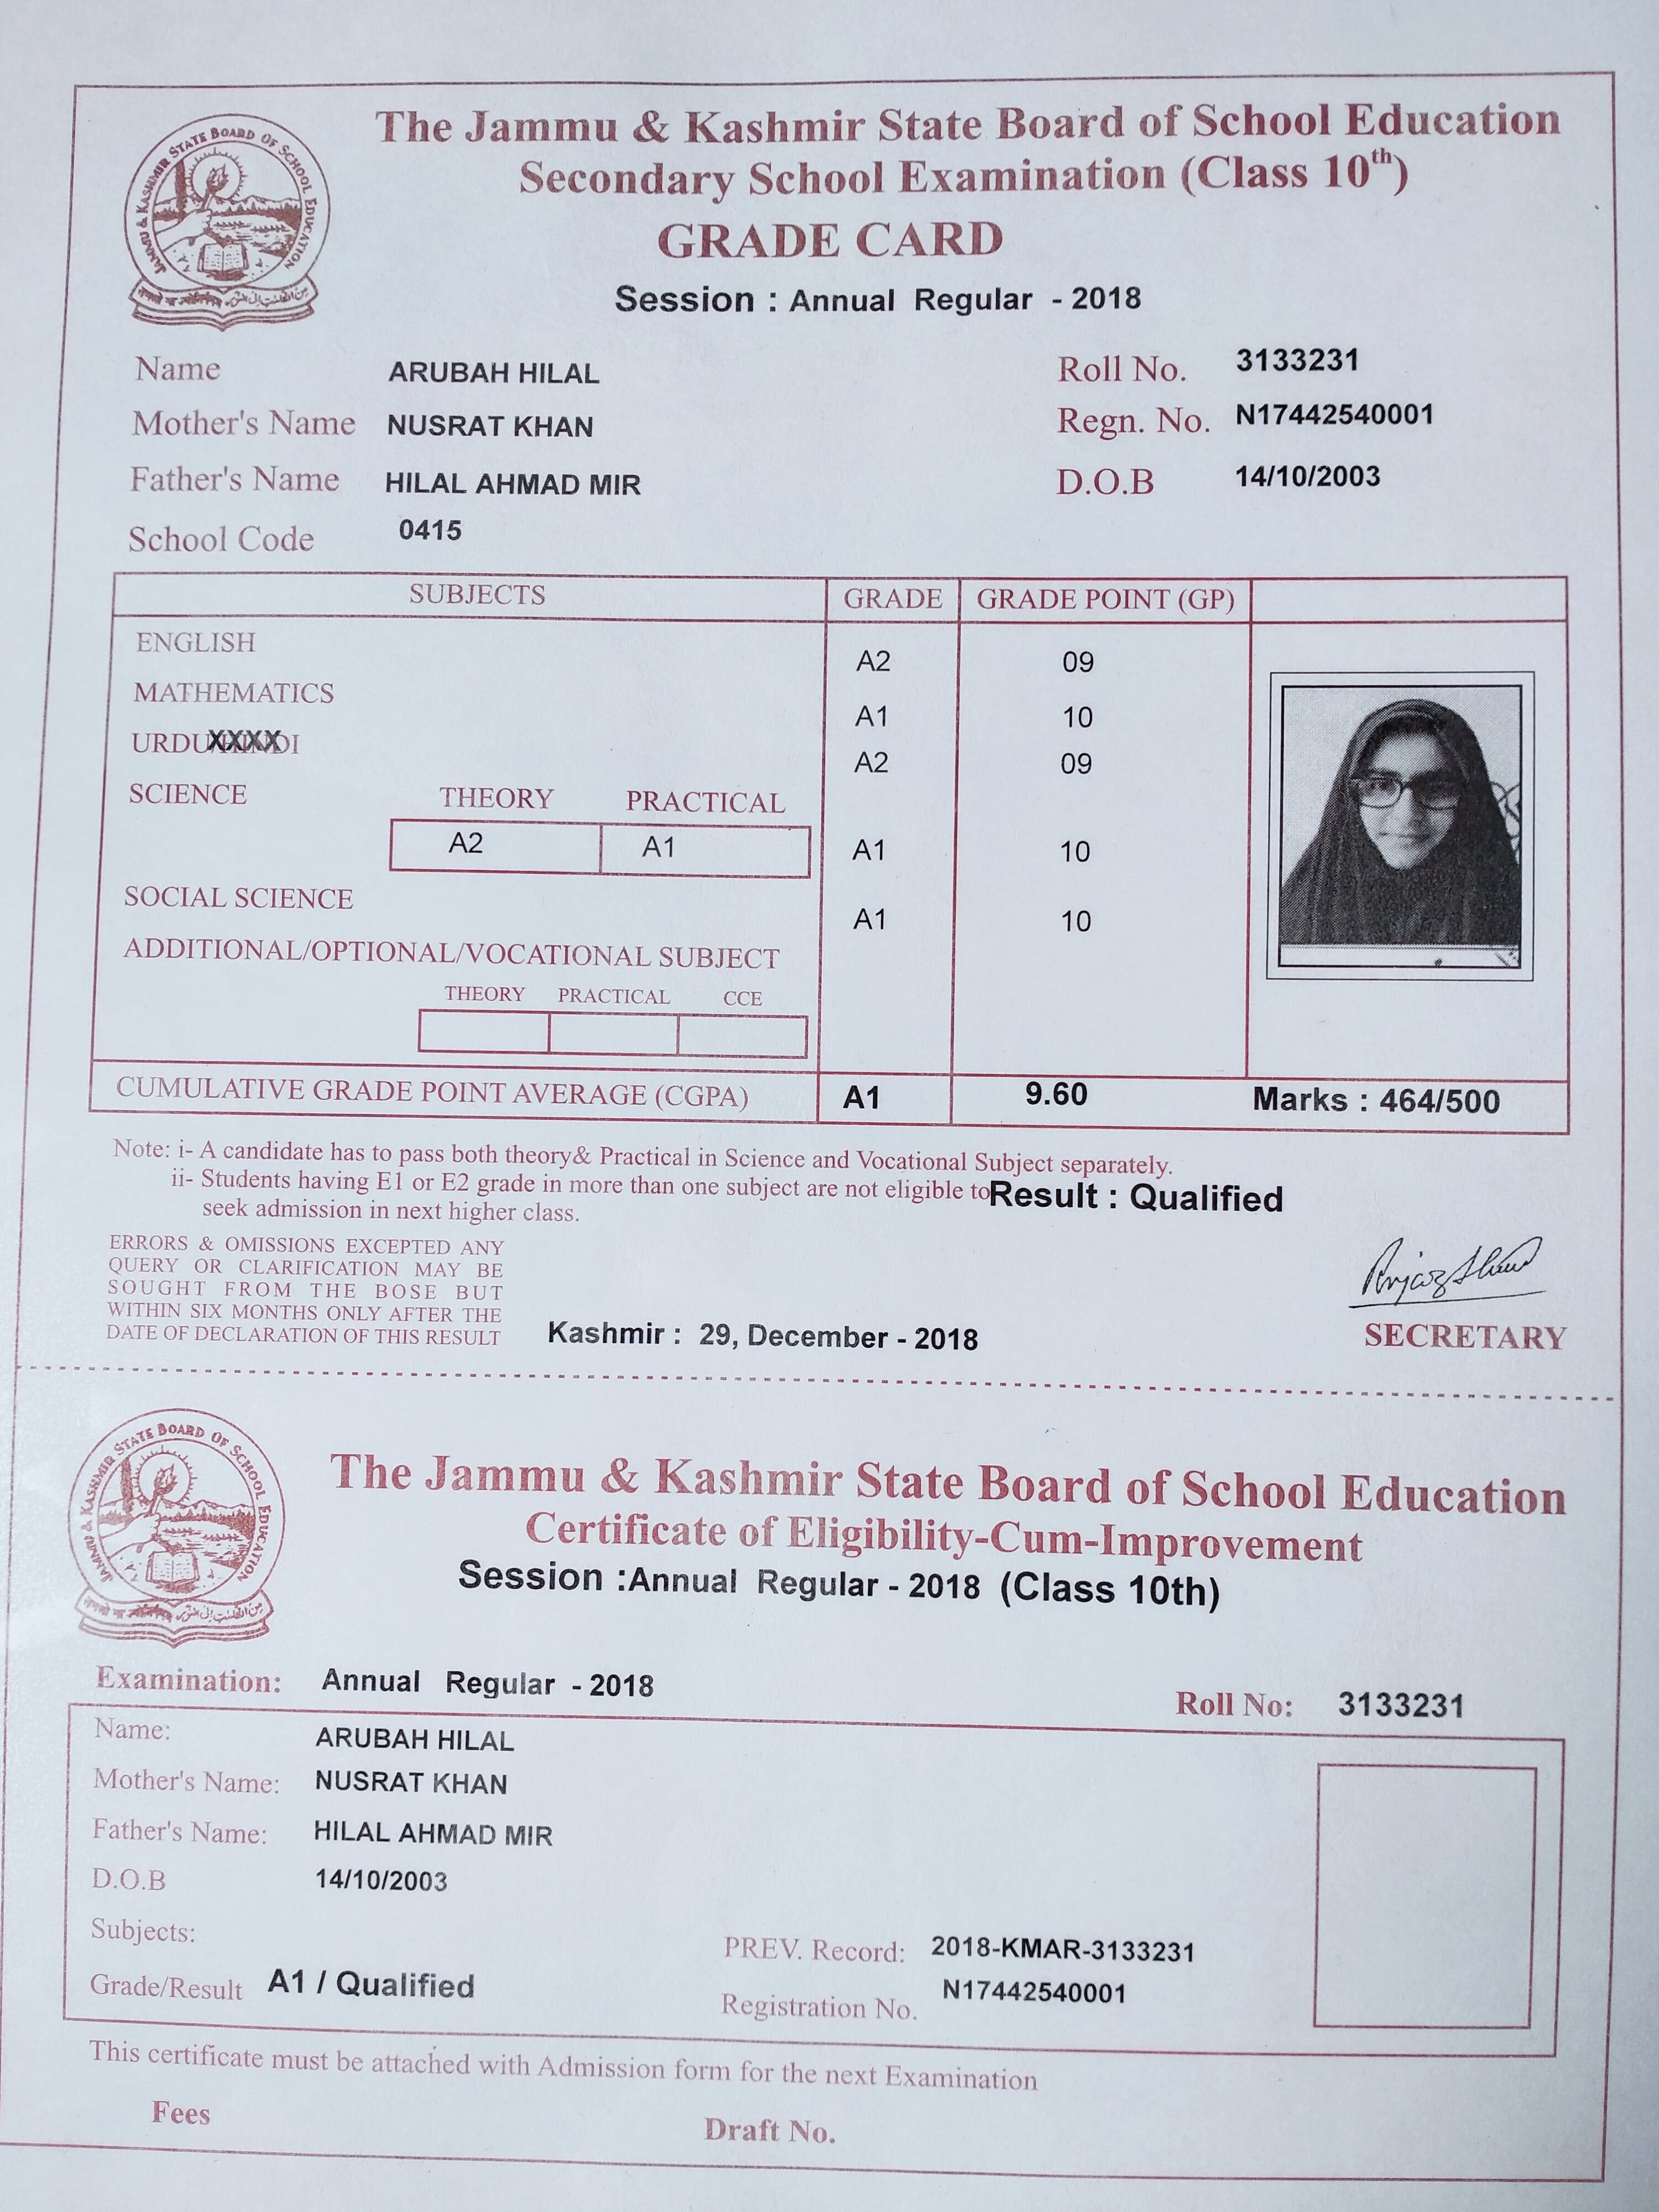 JAMMU & KASHMIR STATE BOARD OF SCHOOL EDUCATION
The Jammu & Kashmir State Board of School Education
Secondary School Examination (Class 10th)
GRADE CARD
Session : Annual Regular - 2018
Name ARUBAH HILAL Roll No. 3133231
Mother's Name NUSRAT KHAN Regn. No. N17442540001
Father's Name HILAL AHMAD MIR D.O.B 14/10/2003
School Code 0415
SUBJECTS GRADE GRADE POINT (GP)
ENGLISH A2 09
MATHEMATICS A1 10
URDU/XXXXDI A2 09
SCIENCE THEORY PRACTICAL
A2 A1 A1 10
SOCIAL SCIENCE A1 10
ADDITIONAL/OPTIONAL/VOCATIONAL SUBJECT
THEORY PRACTICAL CCE
CUMULATIVE GRADE POINT AVERAGE (CGPA) A1 9.60 Marks : 464/500
Note: i- A candidate has to pass both theory& Practical in Science and Vocational Subject separately.
ii- Students having E1 or E2 grade in more than one subject are not eligible to Result : Qualified
seek admission in next higher class.
ERRORS & OMISSIONS EXCEPTED ANY
QUERY OR CLARIFICATION MAY BE
SOUGHT FROM THE BOSE BUT
WITHIN SIX MONTHS ONLY AFTER THE
DATE OF DECLARATION OF THIS RESULT
Kashmir : 29, December - 2018
SECRETARY
JAMMU & KASHMIR STATE BOARD OF SCHOOL EDUCATION
The Jammu & Kashmir State Board of School Education
Certificate of Eligibility-Cum-Improvement
Session :Annual Regular - 2018 (Class 10th)
Examination: Annual Regular - 2018 Roll No: 3133231
Name: ARUBAH HILAL
Mother's Name: NUSRAT KHAN
Father's Name: HILAL AHMAD MIR
D.O.B 14/10/2003
Subjects: PREV. Record: 2018-KMAR-3133231
Grade/Result A1 / Qualified Registration No. N17442540001
This certificate must be attached with Admission form for the next Examination
Fees Draft No.